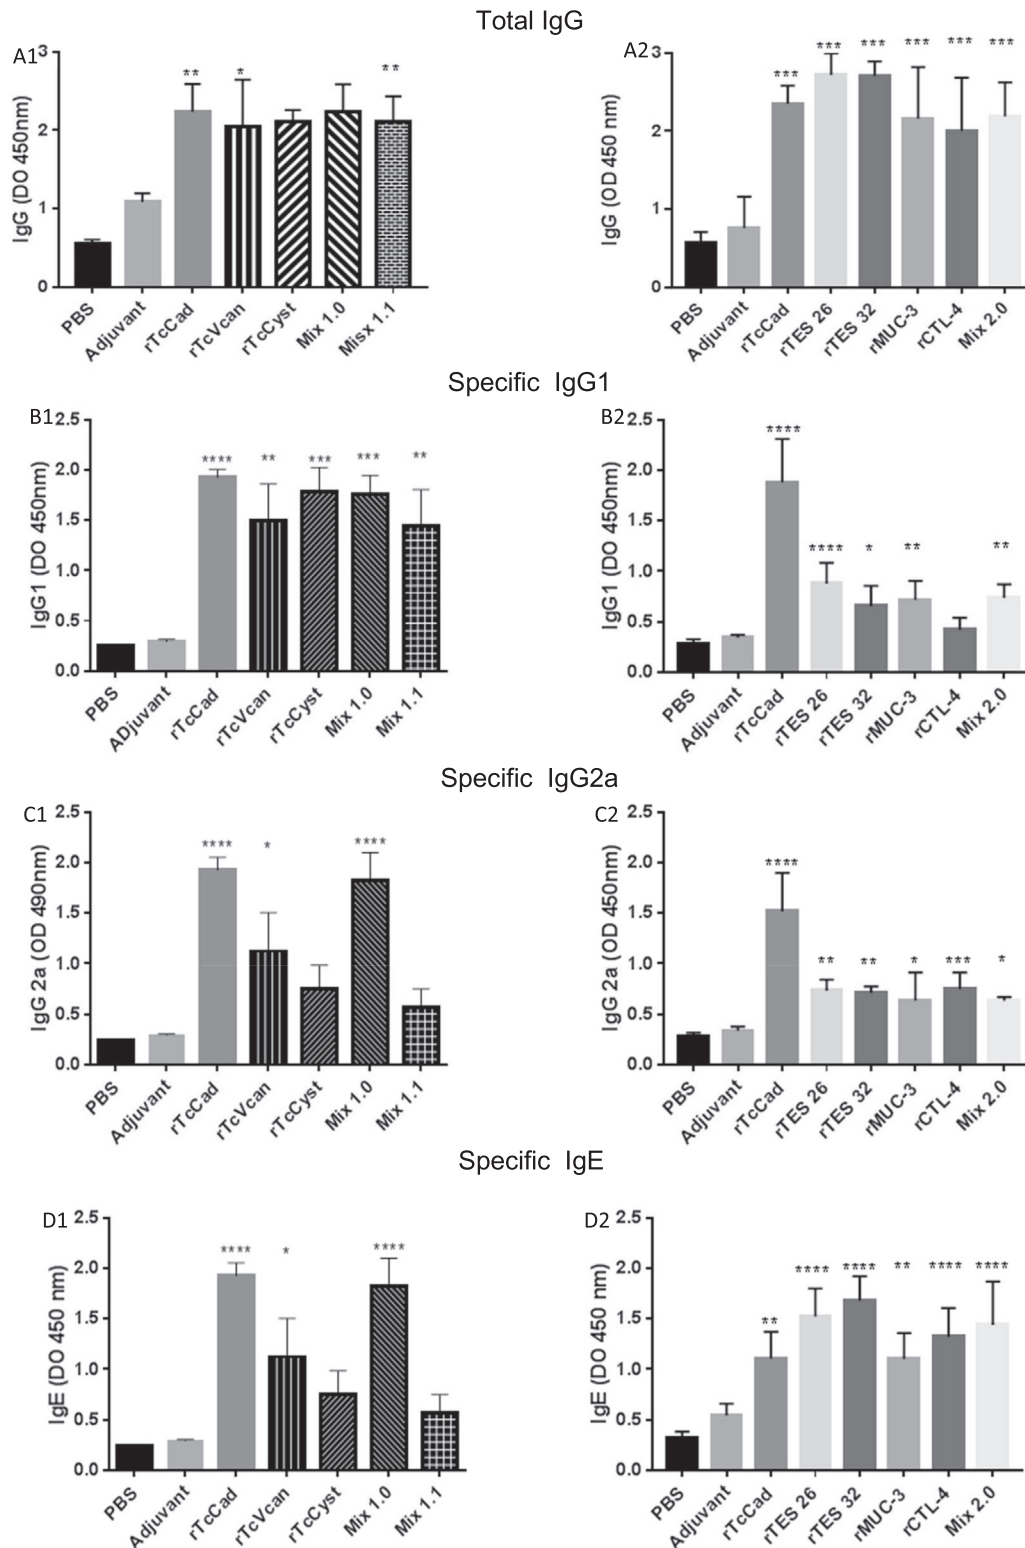 Total IgG
A1
3
2
1
0
IgG (DO 450nm)
** * **
PBS
Adjuvant
rTcCad
rTcVcan
rTcCyst
Mix 1.0
Misx 1.1
A2
3
2
1
0
IgG (OD 450 nm)
*** *** *** *** *** ***
PBS
Adjuvant
rTcCad
rTES 26
rTES 32
rMUC-3
rCTL-4
Mix 2.0
Specific IgG1
B1
2.5
2.0
1.5
1.0
0.5
0.0
IgG1 (DO 450nm)
**** ** *** *** **
PBS
ADjuvant
rTcCad
rTcVcan
rTcCyst
Mix 1.0
Mix 1.1
B2
2.5
2.0
1.5
1.0
0.5
0.0
IgG1 (DO 450nm)
**** **** * ** **
PBS
Adjuvant
rTcCad
rTES 26
rTES 32
rMUC-3
rCTL-4
Mix 2.0
Specific IgG2a
C1
2.5
2.0
1.5
1.0
0.5
0.0
IgG 2a (OD 490nm)
**** * ****
PBS
Adjuvant
rTcCad
rTcVcan
rTcCyst
Mix 1.0
Mix 1.1
C2
2.5
2.0
1.5
1.0
0.5
0.0
IgG 2a (OD 450nm)
**** ** ** * *** *
PBS
Adjuvant
rTcCad
rTES 26
rTES 32
rMUC-3
rCTL-4
Mix 2.0
Specific IgE
D1
2.5
2.0
1.5
1.0
0.5
0.0
IgE (DO 450 nm)
**** * ****
PBS
Adjuvant
rTcCad
rTcVcan
rTcCyst
Mix 1.0
Mix 1.1
D2
2.5
2.0
1.5
1.0
0.5
0.0
IgE (DO 450 nm)
** **** **** ** **** ****
PBS
Adjuvant
rTcCad
rTES 26
rTES 32
rMUC-3
rCTL-4
Mix 2.0